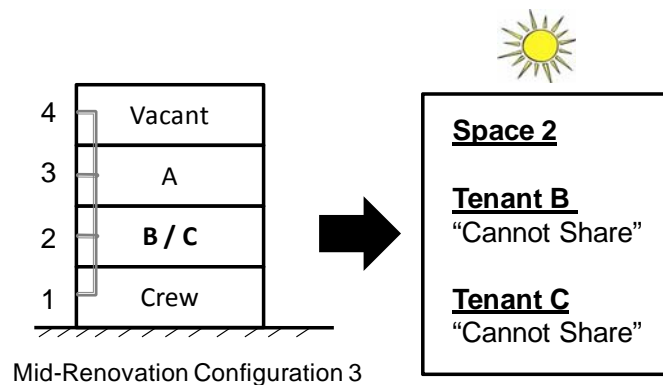 4
Vacant
3
A
2
B / C
1
Crew
Mid-Renovation Configuration 3
Space 2
Tenant B
“Cannot Share”
Tenant C
“Cannot Share”